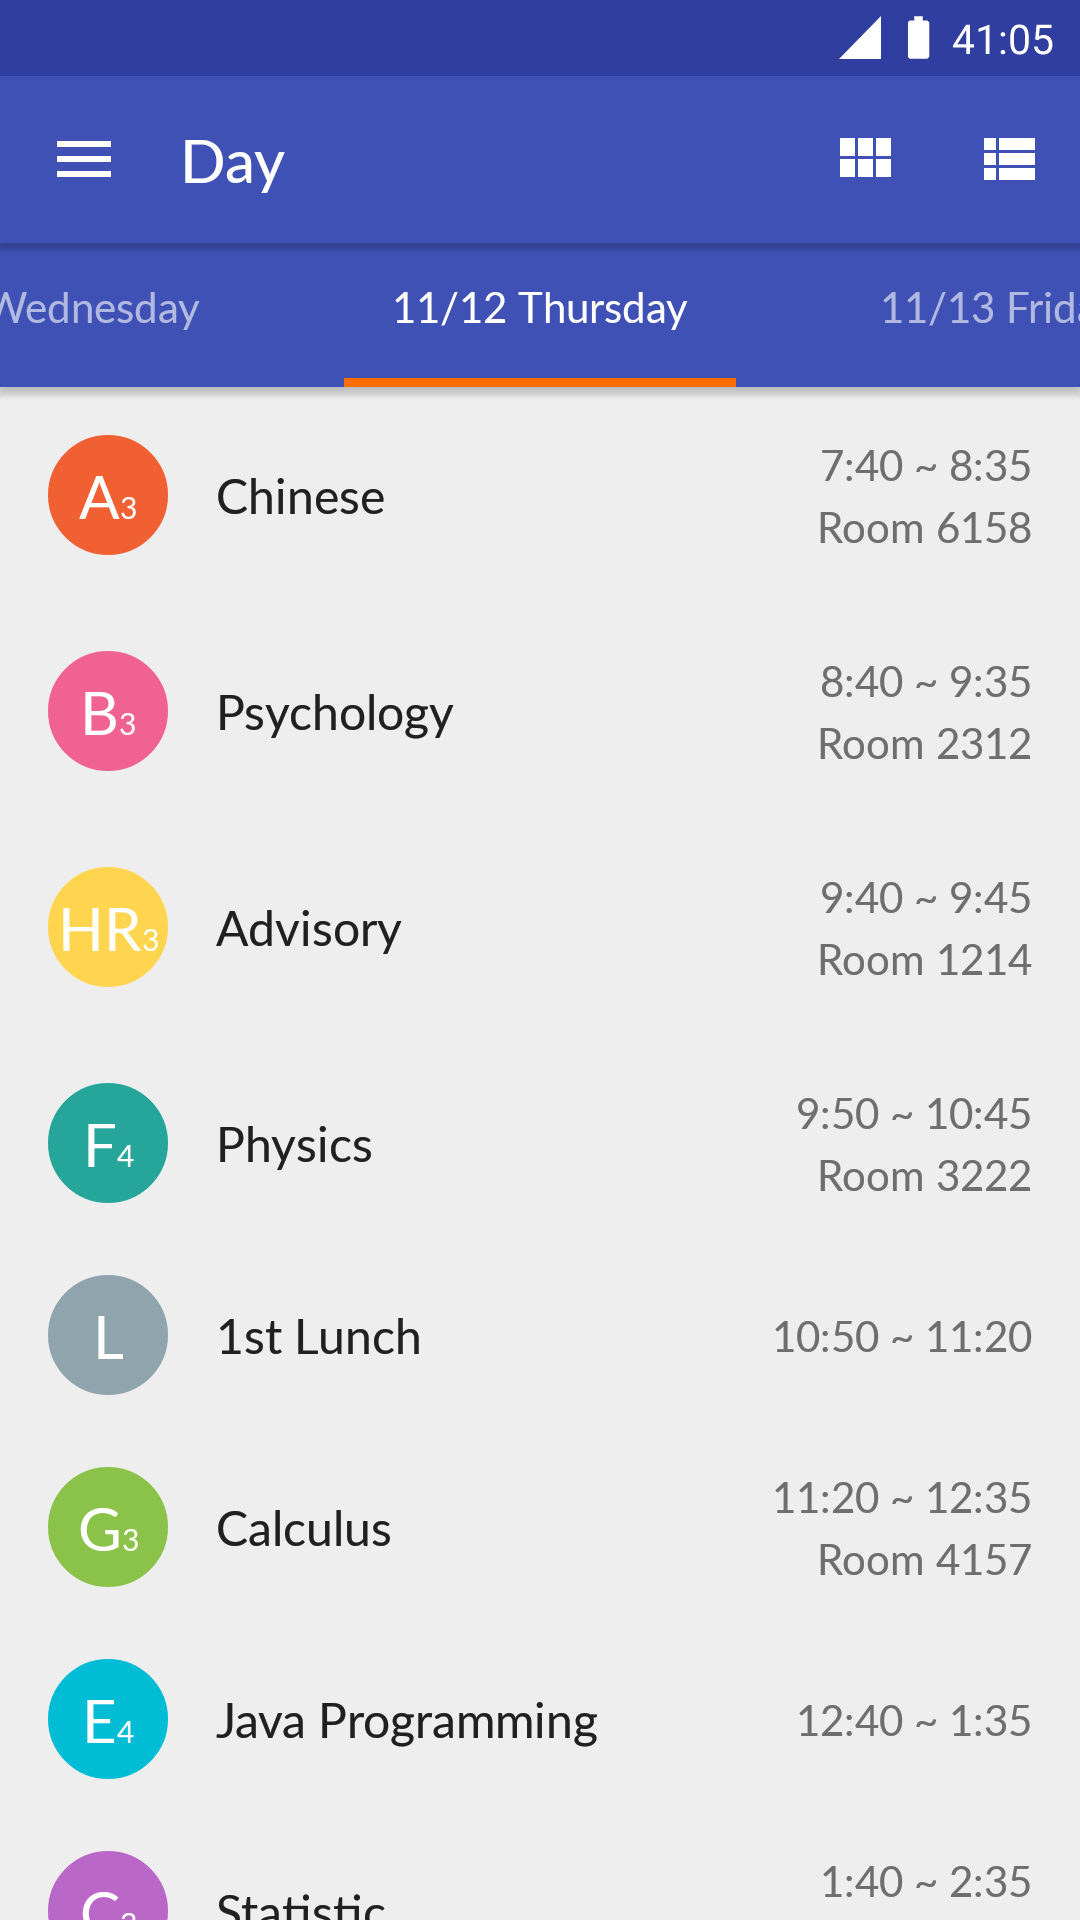 41:05
Day
Wednesday 11/12 Thursday 11/13
A3 Chinese 7:40 ~ 8:35
Room 6158
B3 Psychology 8:40 ~ 9:35
Room 2312
HR3 Advisory 9:40 ~ 9:45
Room 1214
F4 Physics 9:50 ~ 10:45
Room 3222
L 1st Lunch 10:50 ~ 11:20
G3 Calculus 11:20 ~ 12:35
Room 4157
E4 Java Programming 12:40 ~ 1:35
C3 Statistic 1:40 ~ 2:35